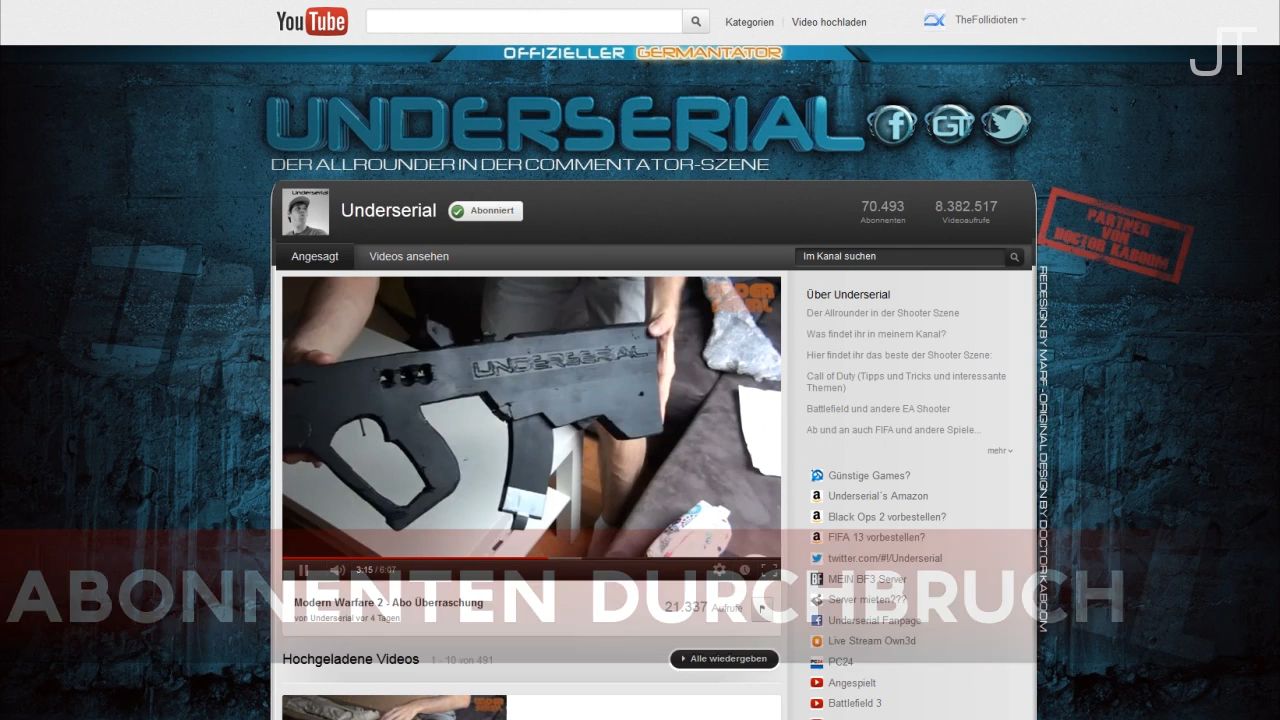 YouTube
Kategorien
Video hochladen
TheFollidioten
JT
OFFIZIELLER GERMANTATOR
UNDERSERIAL
GT
DER ALLROUNDER IN DER COMMENTATOR-SZENE
Underserial
Underserial
Abonniert
70.493
Abonnenten
8.382.517
Videoaufrufe
PARTNER
VON
DOCTOR KABOOM
Angesagt
Videos ansehen
Im Kanal suchen
REDESIGN BY MARF - ORIGINAL DESIGN BY DOCTOR KABOOM
UNDER
SERIAL
UNDERSERIAL
Über Underserial
Der Allrounder in der Shooter Szene
Was findet ihr in meinem Kanal?
Hier findet ihr das beste der Shooter Szene:
Call of Duty (Tipps und Tricks und interessante
Themen)
Battlefield und andere EA Shooter
Ab und an auch FIFA und andere Spiele...
mehr
Günstige Games?
Underserial´s Amazon
Black Ops 2 vorbestellen?
FIFA 13 vorbestellen?
twitter.com/#!/Underserial
MEIN BF3 Server
Server mieten???
Underserial Fanpage
Live Stream Own3d
PC24
Angespielt
Battlefield 3
3:15 / 6:07
ABONNENTEN DURCHBRUCH
Modern Warfare 2 - Abo Überraschung
von Underserial vor 4 Tagen
21.337 Aufrufe
Hochgeladene Videos
1 - 10 von 491
Alle wiedergeben